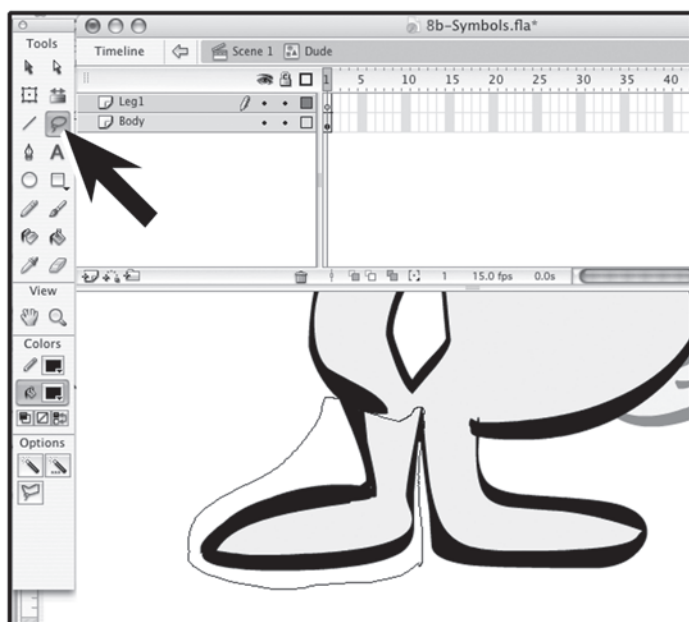 8b-Symbols.fla*
Tools
Timeline Scene 1 Dude
1 5 10 15 20 25 30 35 40
Leg1
Body
A
1 15.0 fps 0.0s
View
Colors
Options